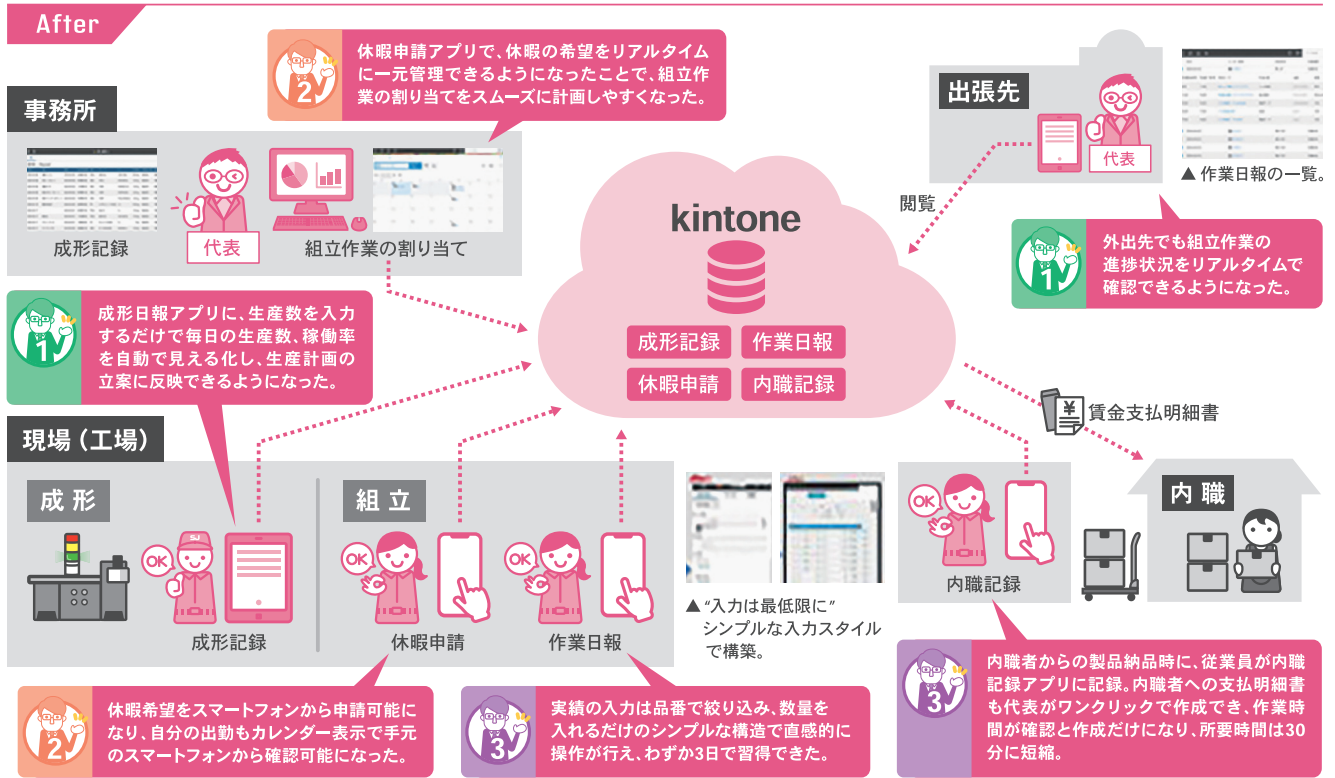 After
2
休暇申請アプリで、休暇の希望をリアルタイム
に一元管理できるようになったことで、組立作
業の割り当てをスムーズに計画しやすくなった。
事務所
成形記録
代表
組立作業の割り当て
出張先
代表
▲ 作業日報の一覧。
閲覧
1
外出先でも組立作業の
進捗状況をリアルタイムで
確認できるようになった。
kintone
成形記録
作業日報
休暇申請
内職記録
1
成形日報アプリに、生産数を入力
するだけで毎日の生産数、稼働率
を自動で見える化し、生産計画の
立案に反映できるようになった。
賃金支払明細書
¥
現場（工場）
成形
SJ
OK
成形記録
組立
OK
休暇申請
OK
作業日報
▲“入力は最低限に”
シンプルな入力スタイル
で構築。
OK
内職記録
内職
2
休暇希望をスマートフォンから申請可能に
なり、自分の出勤もカレンダー表示で手元
のスマートフォンから確認可能になった。
3
実績の入力は品番で絞り込み、数量を
入れるだけのシンプルな構造で直感的に
操作が行え、わずか3日で習得できた。
3
内職者からの製品納品時に、従業員が内職
記録アプリに記録。内職者への支払明細書
も代表がワンクリックで作成でき、作業時
間が確認と作成だけになり、所要時間は30
分に短縮。